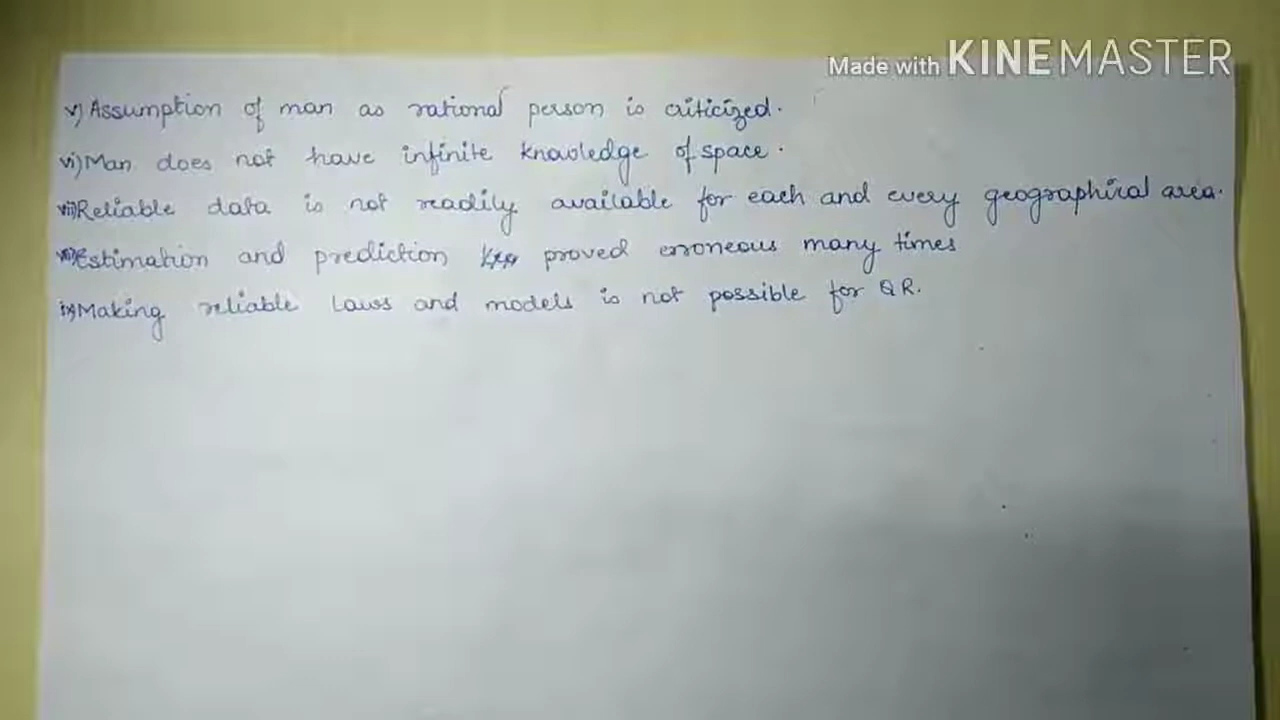 Made with KINEMASTER
v) Assumption of man as rational person is criticized.
vi) Man does not have infinite knowledge of space.
vii) Reliable data is not readily available for each and every geographical area.
viii) Estimation and prediction proved erroneous many times
ix) Making reliable laws and models is not possible for QR.